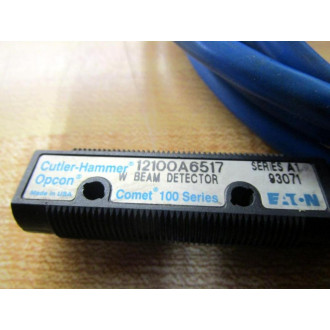 Cutler-Hammer® 12100A6517 SERIES A1
Opcon® W BEAM DETECTOR 93071
Made in USA Comet® 100 Series EATON